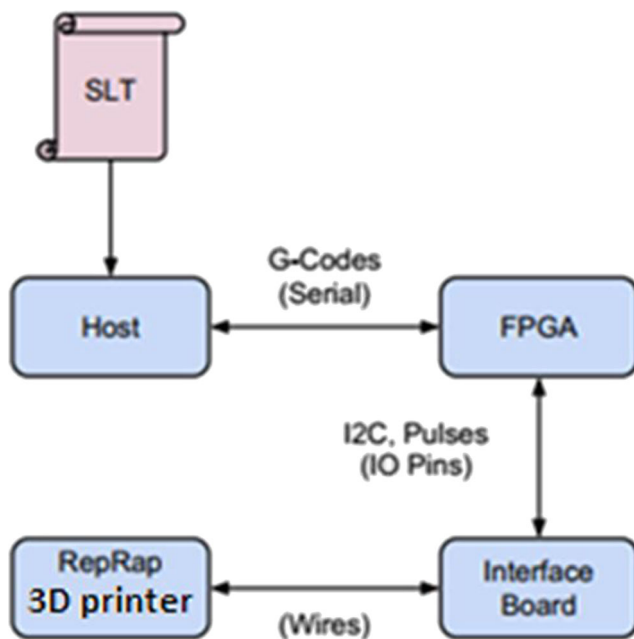 SLT
G-Codes
(Serial)
Host
FPGA
I2C, Pulses
(IO Pins)
RepRap
3D printer
(Wires)
Interface
Board